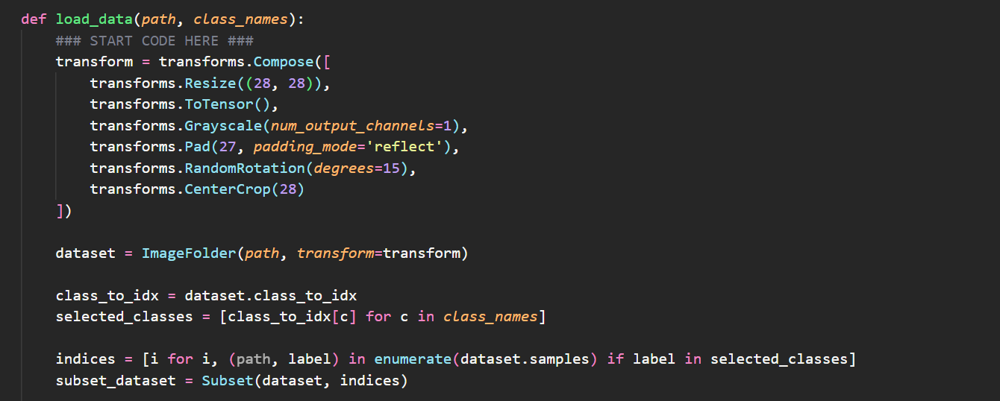 def load_data(path, class_names):
    ### START CODE HERE ###
    transform = transforms.Compose([
        transforms.Resize((28, 28)),
        transforms.ToTensor(),
        transforms.Grayscale(num_output_channels=1),
        transforms.Pad(27, padding_mode='reflect'),
        transforms.RandomRotation(degrees=15),
        transforms.CenterCrop(28)
    ])

    dataset = ImageFolder(path, transform=transform)

    class_to_idx = dataset.class_to_idx
    selected_classes = [class_to_idx[c] for c in class_names]

    indices = [i for i, (path, label) in enumerate(dataset.samples) if label in selected_classes]
    subset_dataset = Subset(dataset, indices)